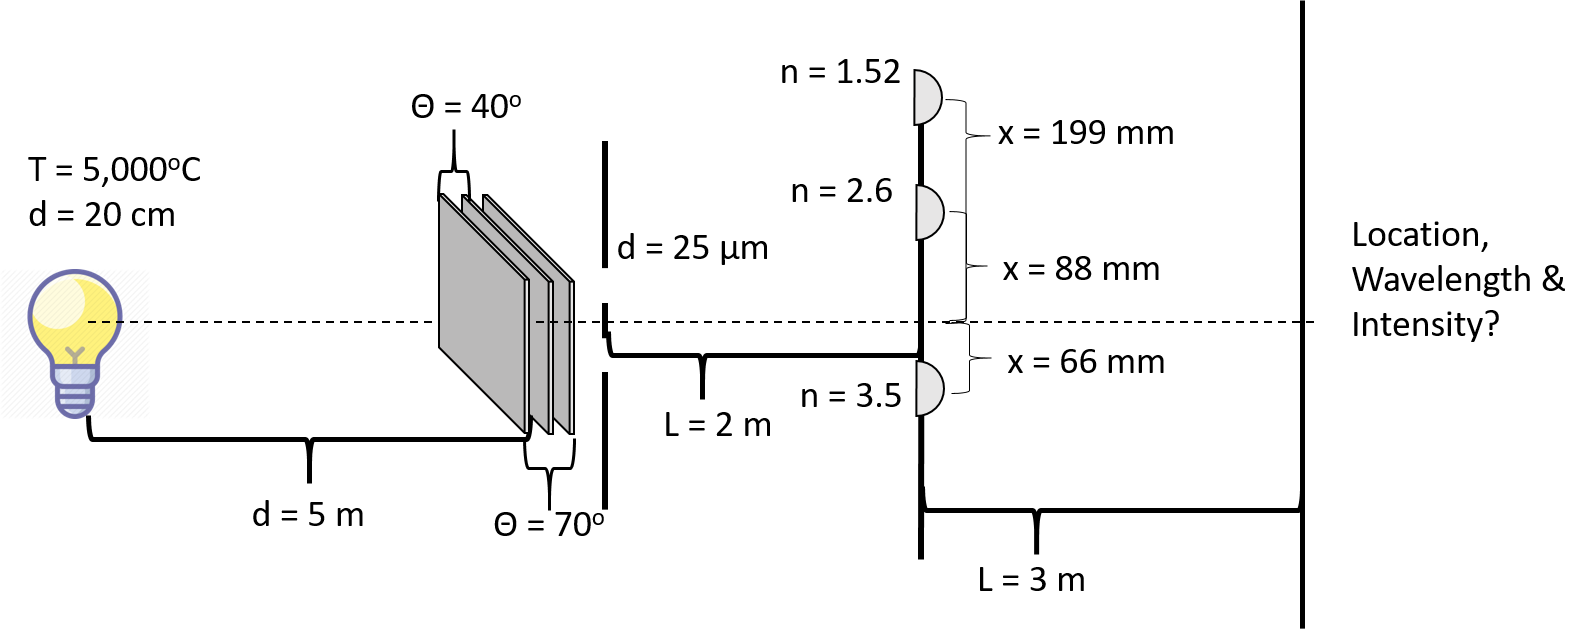 T = 5,000ºC
d = 20 cm
Θ = 40º
d = 5 m
Θ = 70º
d = 25 µm
L = 2 m
n = 1.52
n = 2.6
n = 3.5
x = 199 mm
x = 88 mm
x = 66 mm
L = 3 m
Location,
Wavelength &
Intensity?